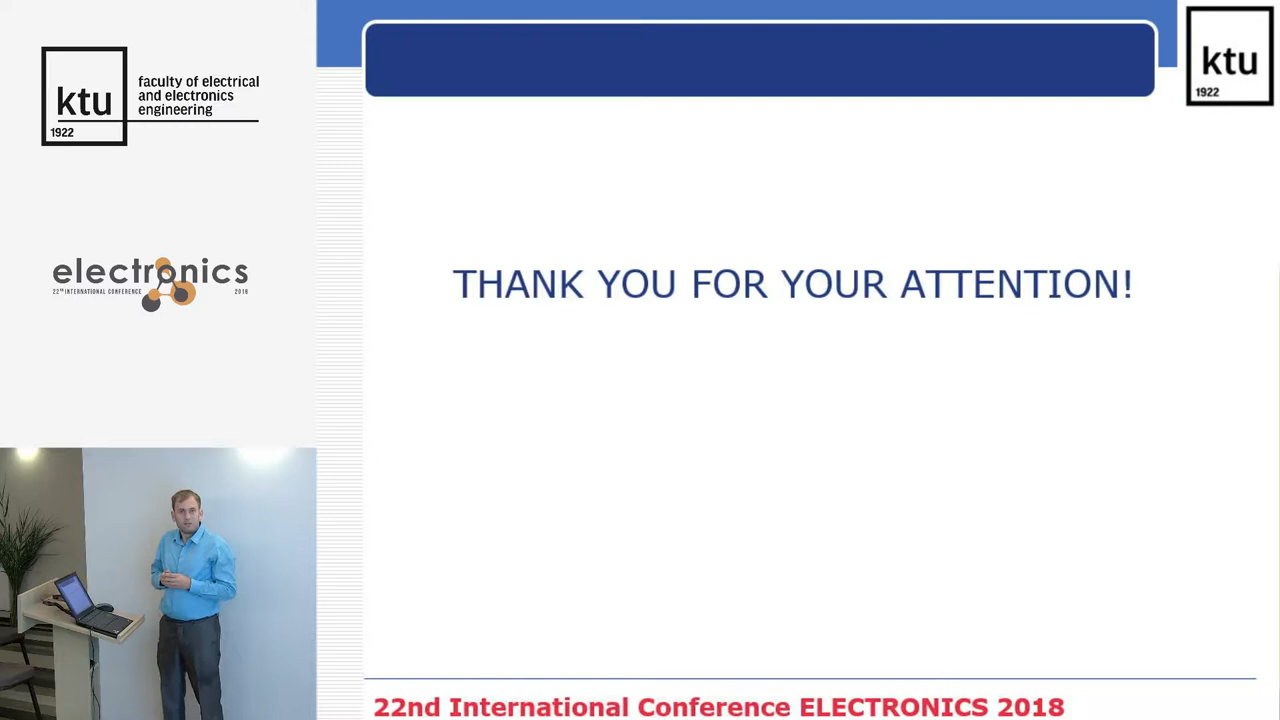 ktu
1922
faculty of electrical
and electronics
engineering
electronics
22ND INTERNATIONAL CONFERENCE 2018
ktu
1922
THANK YOU FOR YOUR ATTENTION!
22nd International Conference ELECTRONICS 2018